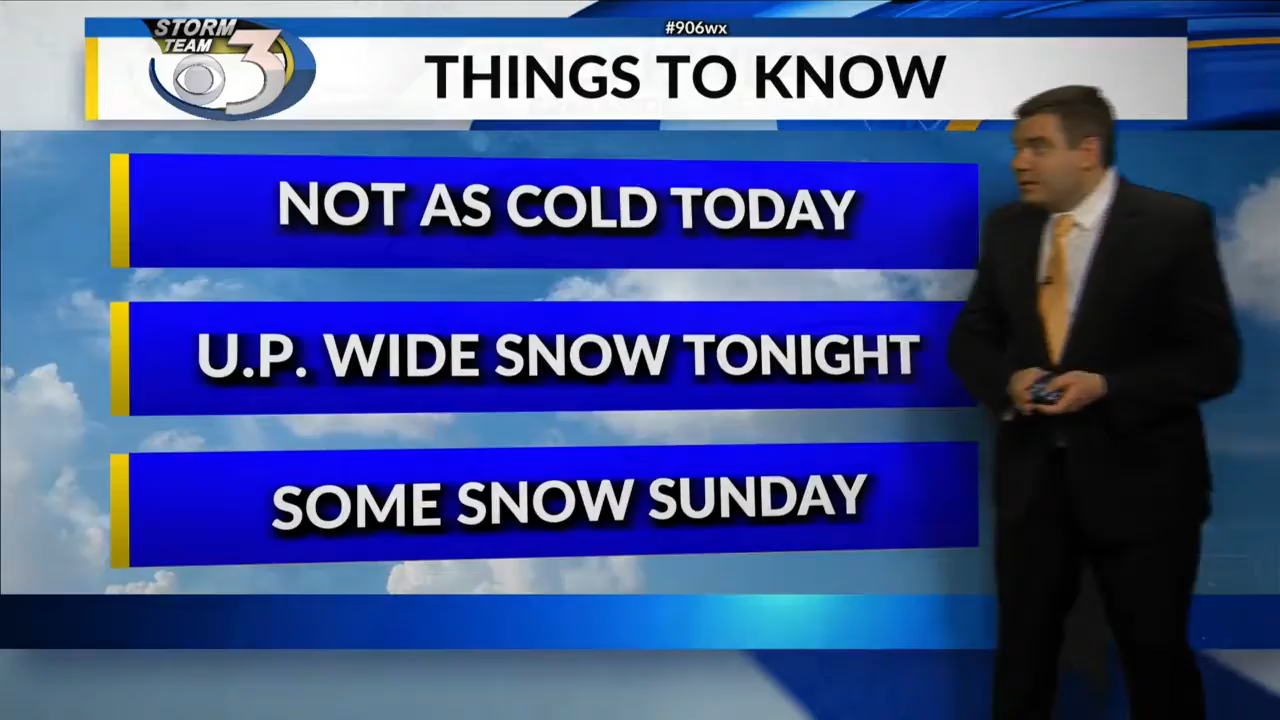 #906wx
STORM
TEAM
3
THINGS TO KNOW
NOT AS COLD TODAY
U.P. WIDE SNOW TONIGHT
SOME SNOW SUNDAY